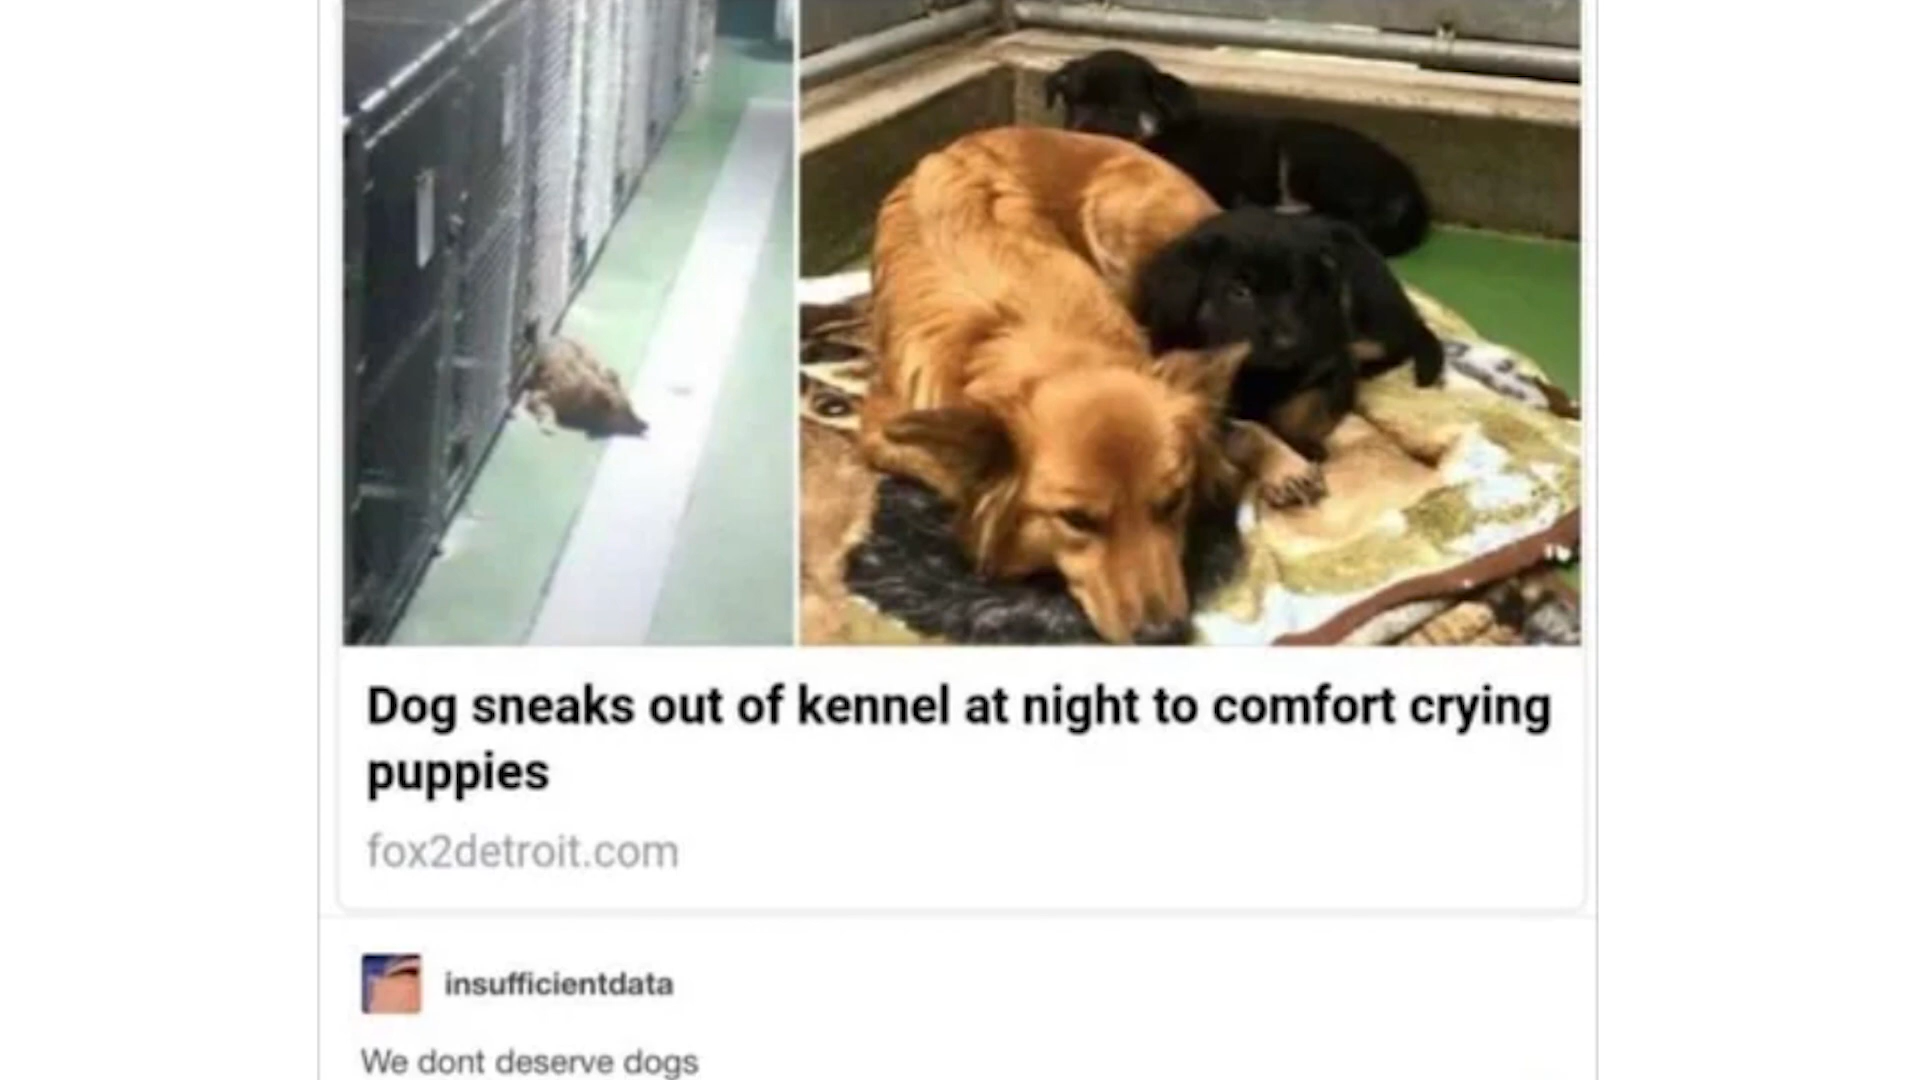 Dog sneaks out of kennel at night to comfort crying
puppies
fox2detroit.com
insufficientdata
We dont deserve dogs